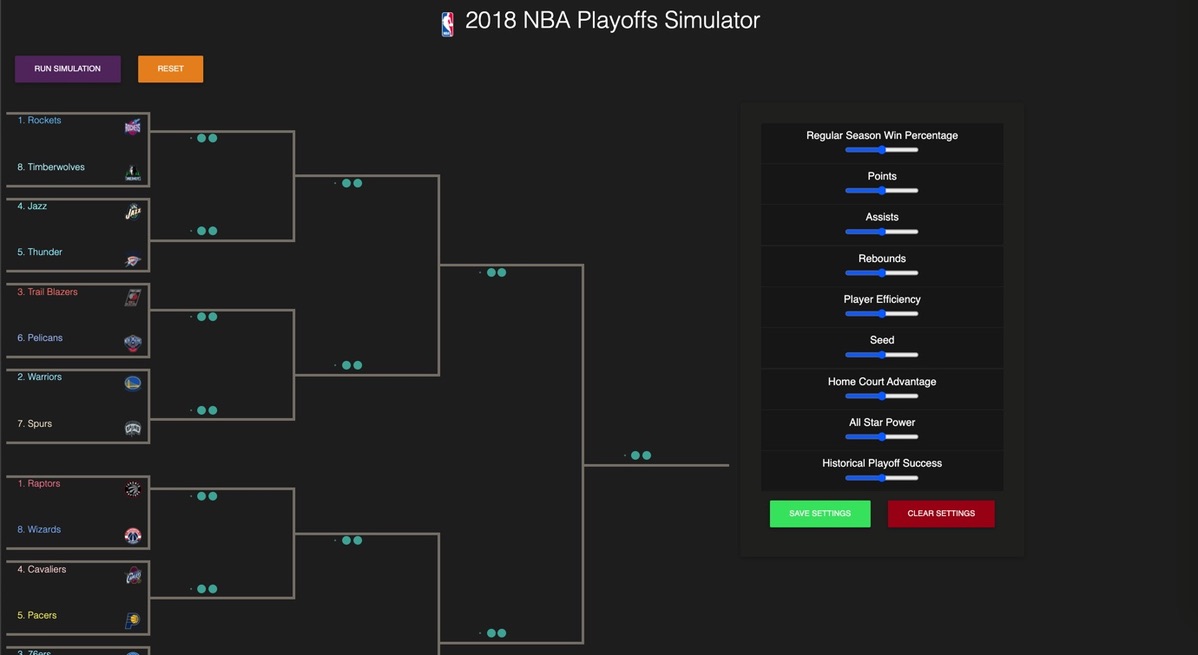 2018 NBA Playoffs Simulator
RUN SIMULATION
RESET
1. Rockets
8. Timberwolves
4. Jazz
5. Thunder
3. Trail Blazers
6. Pelicans
2. Warriors
7. Spurs
1. Raptors
8. Wizards
4. Cavaliers
5. Pacers
3. 76ers
Regular Season Win Percentage
Points
Assists
Rebounds
Player Efficiency
Seed
Home Court Advantage
All Star Power
Historical Playoff Success
SAVE SETTINGS
CLEAR SETTINGS